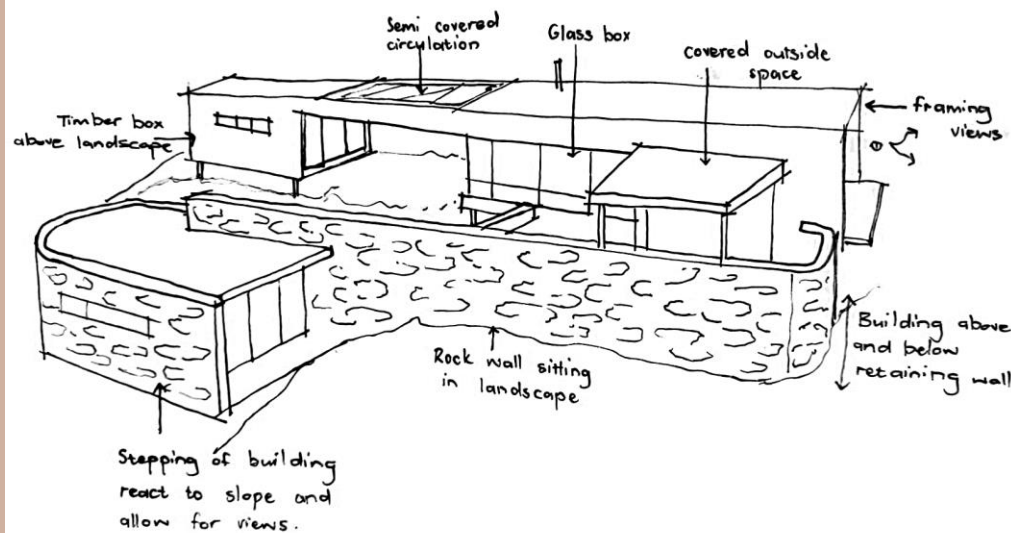 Semi covered
circulation
Glass box
covered outside
space
framing
views
Timber box
above landscape
Rock wall sitting
in landscape
Building above
and below
retaining wall
Stepping of building
react to slope and
allow for views.